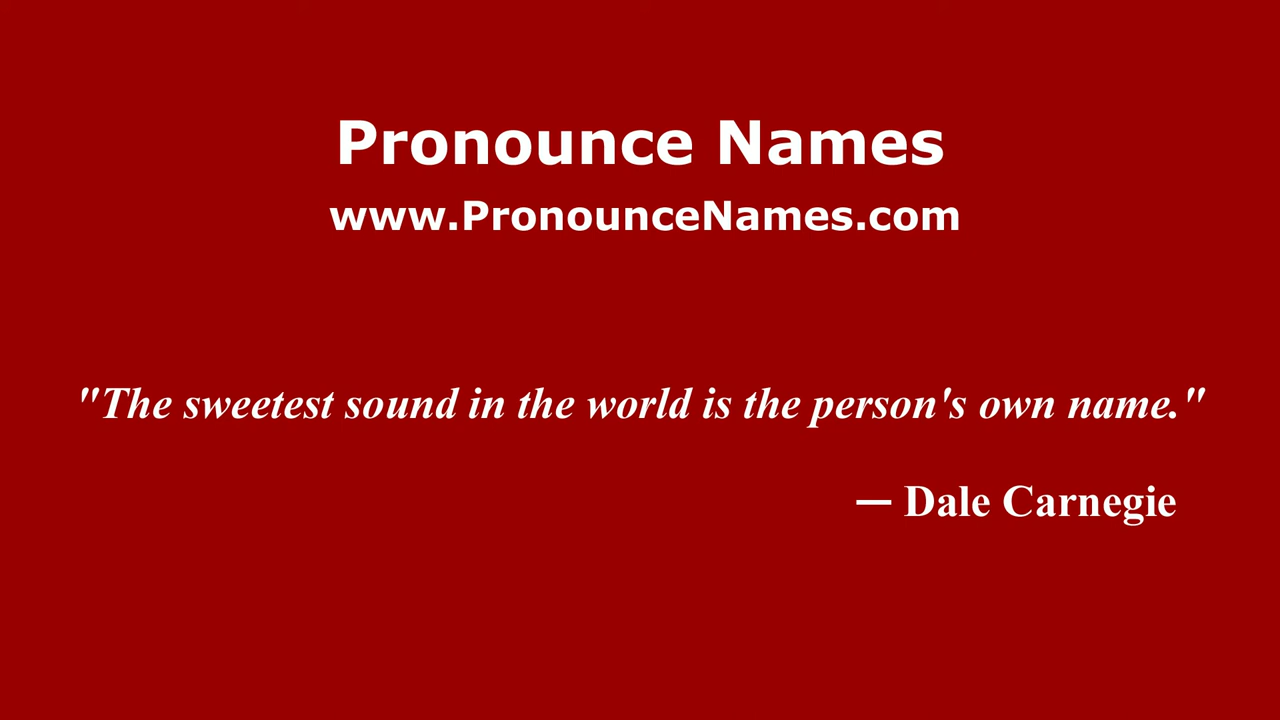 Pronounce Names
www.PronounceNames.com
"The sweetest sound in the world is the person's own name."
— Dale Carnegie